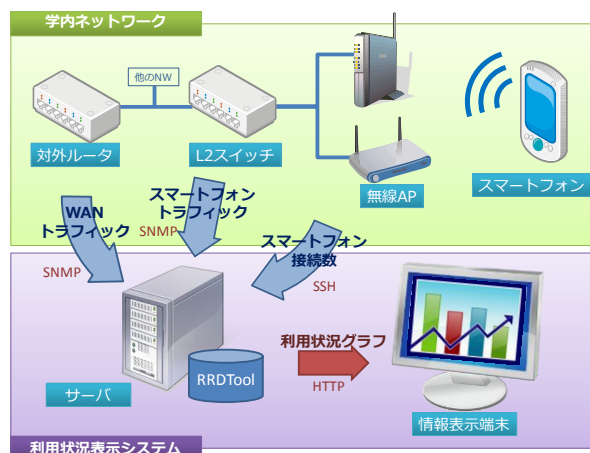 学内ネットワーク
他のNW
対外ルータ
L2スイッチ
無線AP
スマートフォン
WAN
トラフィック
SNMP
スマートフォン
トラフィック
SNMP
スマートフォン
接続数
SSH
サーバ
RRDTool
利用状況グラフ
HTTP
情報表示端末
利用状況表示システム